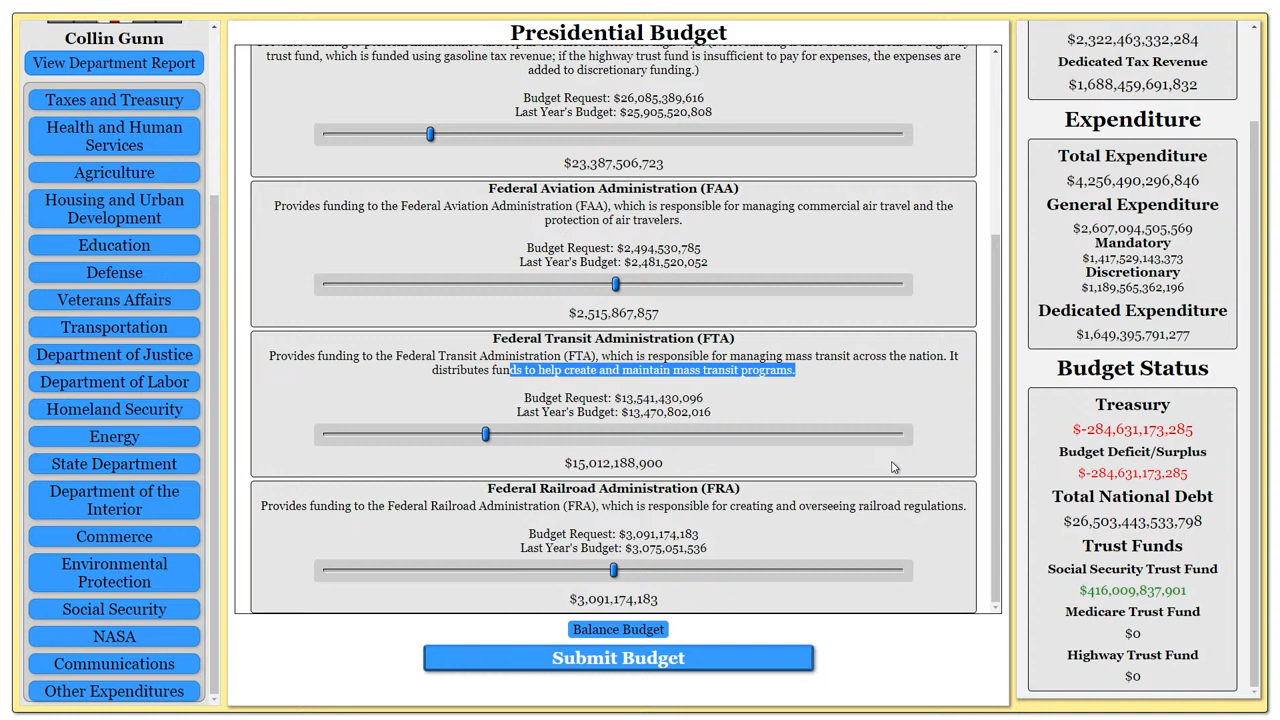 Collin Gunn
View Department Report
Taxes and Treasury
Health and Human
Services
Agriculture
Housing and Urban
Development
Education
Defense
Veterans Affairs
Transportation
Department of Justice
Department of Labor
Homeland Security
Energy
State Department
Department of the
Interior
Commerce
Environmental
Protection
Social Security
NASA
Communications
Other Expenditures
Presidential Budget
trust fund, which is funded using gasoline tax revenue; if the highway trust fund is insufficient to pay for expenses, the expenses are
added to discretionary funding.)
Budget Request: $26,085,389,616
Last Year's Budget: $25,905,520,808
$23,387,506,723
Federal Aviation Administration (FAA)
Provides funding to the Federal Aviation Administration (FAA), which is responsible for managing commercial air travel and the
protection of air travelers.
Budget Request: $2,494,530,785
Last Year's Budget: $2,481,520,052
$2,515,867,857
Federal Transit Administration (FTA)
Provides funding to the Federal Transit Administration (FTA), which is responsible for managing mass transit across the nation. It
distributes funds to help create and maintain mass transit programs.
Budget Request: $13,541,430,096
Last Year's Budget: $13,470,802,016
$15,012,188,900
Federal Railroad Administration (FRA)
Provides funding to the Federal Railroad Administration (FRA), which is responsible for creating and overseeing railroad regulations.
Budget Request: $3,091,174,183
Last Year's Budget: $3,075,051,536
$3,091,174,183
Balance Budget
Submit Budget
$2,322,463,332,284
Dedicated Tax Revenue
$1,688,459,691,832
Expenditure
Total Expenditure
$4,256,490,296,846
General Expenditure
$2,607,094,505,569
Mandatory
$1,417,529,143,373
Discretionary
$1,189,565,362,196
Dedicated Expenditure
$1,649,395,791,277
Budget Status
Treasury
$-284,631,173,285
Budget Deficit/Surplus
$-284,631,173,285
Total National Debt
$26,503,443,533,798
Trust Funds
Social Security Trust Fund
$416,009,837,901
Medicare Trust Fund
$0
Highway Trust Fund
$0